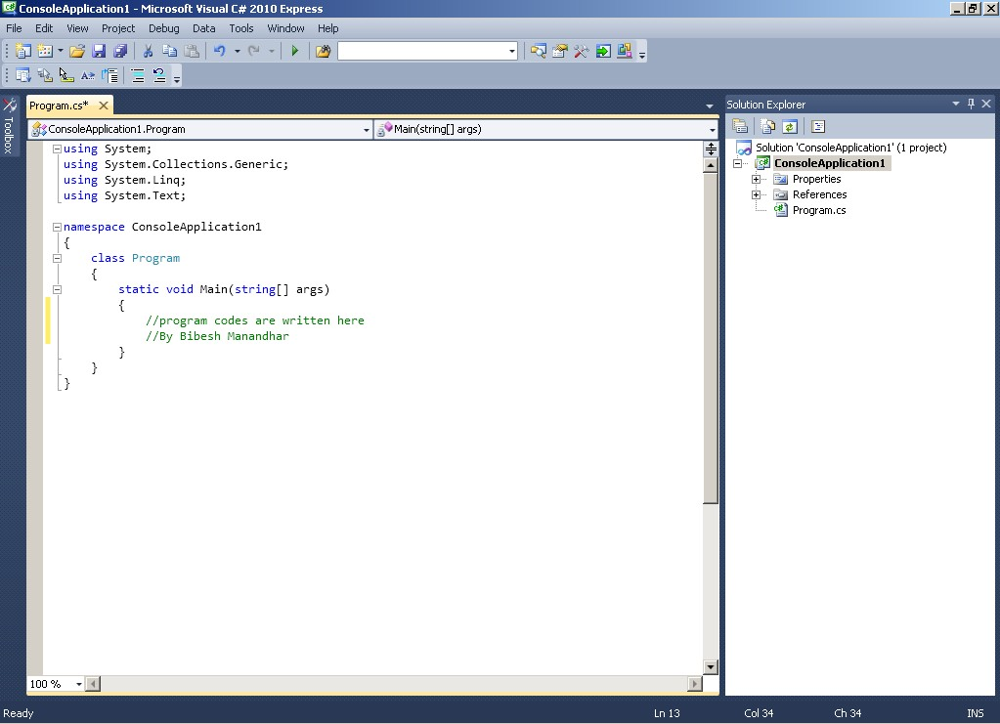 ConsoleApplication1 - Microsoft Visual C# 2010 Express
File Edit View Project Debug Data Tools Window Help
Toolbox
Program.cs*
ConsoleApplication1.Program
Main(string[] args)
using System;
using System.Collections.Generic;
using System.Linq;
using System.Text;
namespace ConsoleApplication1
{
class Program
{
static void Main(string[] args)
{
//program codes are written here
//By Bibesh Manandhar
}
}
}
100 %
Solution Explorer
Solution 'ConsoleApplication1' (1 project)
ConsoleApplication1
Properties
References
Program.cs
Ready Ln 13 Col 34 Ch 34 INS